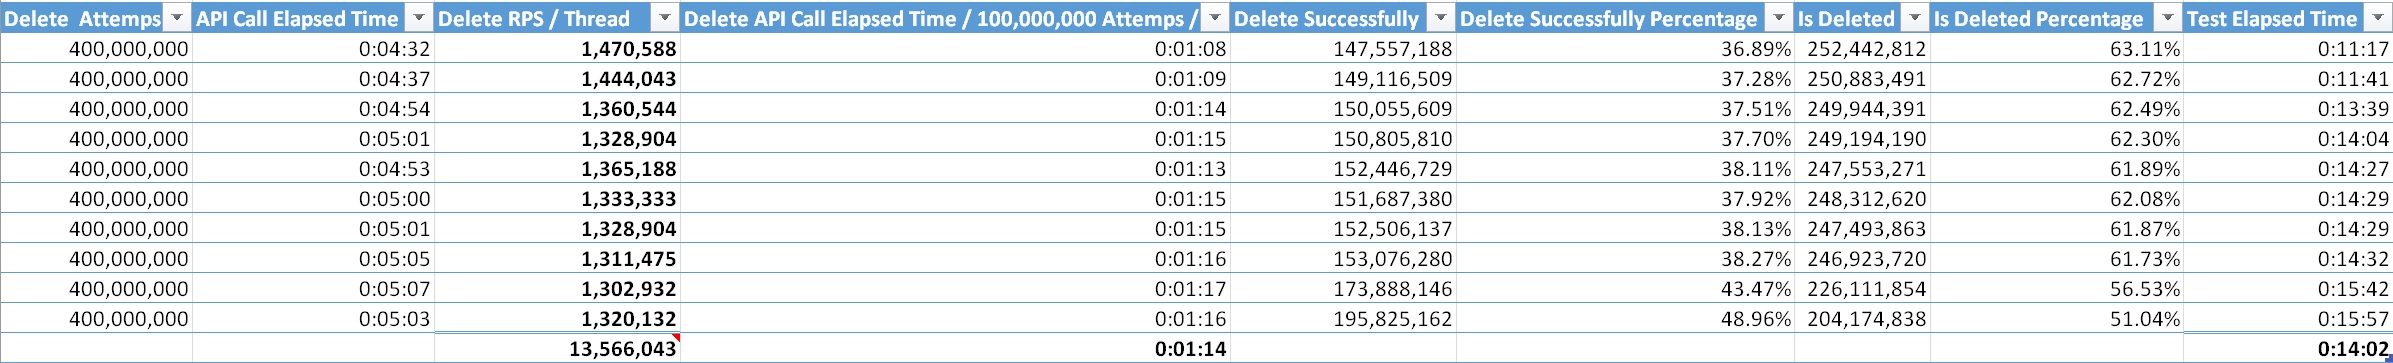 Delete  Attemps API Call Elapsed Time Delete RPS / Thread Delete API Call Elapsed Time / 100,000,000 Attemps / Delete Successfully Delete Successfully Percentage Is Deleted Is Deleted Percentage Test Elapsed Time
400,000,000 0:04:32 1,470,588 0:01:08 147,557,188 36.89% 252,442,812 63.11% 0:11:17
400,000,000 0:04:37 1,444,043 0:01:09 149,116,509 37.28% 250,883,491 62.72% 0:11:41
400,000,000 0:04:54 1,360,544 0:01:14 150,055,609 37.51% 249,944,391 62.49% 0:13:39
400,000,000 0:05:01 1,328,904 0:01:15 150,805,810 37.70% 249,194,190 62.30% 0:14:04
400,000,000 0:04:53 1,365,188 0:01:13 152,446,729 38.11% 247,553,271 61.89% 0:14:27
400,000,000 0:05:00 1,333,333 0:01:15 151,687,380 37.92% 248,312,620 62.08% 0:14:29
400,000,000 0:05:01 1,328,904 0:01:15 152,506,137 38.13% 247,493,863 61.87% 0:14:29
400,000,000 0:05:05 1,311,475 0:01:16 153,076,280 38.27% 246,923,720 61.73% 0:14:32
400,000,000 0:05:07 1,302,932 0:01:17 173,888,146 43.47% 226,111,854 56.53% 0:15:42
400,000,000 0:05:03 1,320,132 0:01:16 195,825,162 48.96% 204,174,838 51.04% 0:15:57
13,566,043 0:01:14 0:14:02